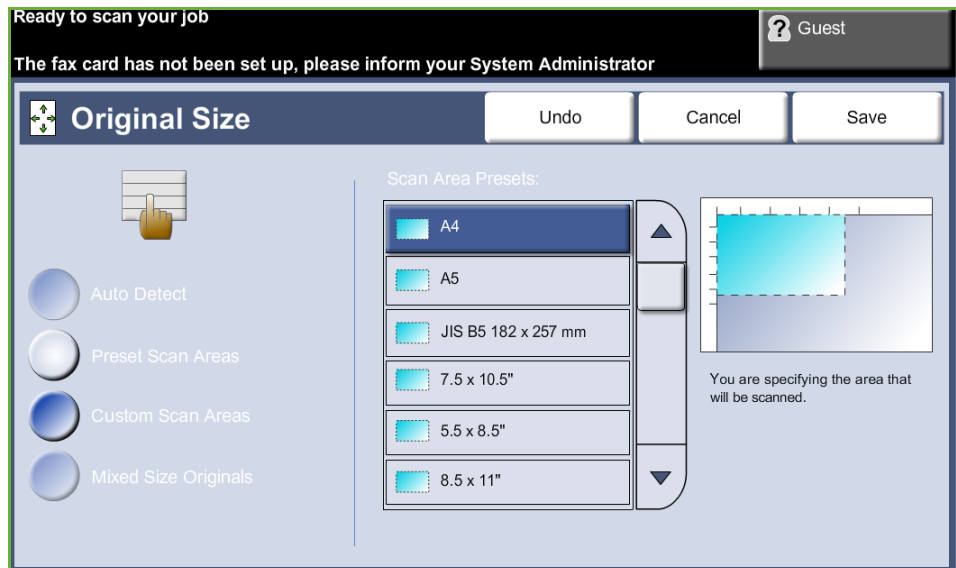 Ready to scan your job
Guest
The fax card has not been set up, please inform your System Administrator
Original Size
Undo
Cancel
Save
Scan Area Presets:
A4
A5
JIS B5 182 x 257 mm
7.5 x 10.5"
5.5 x 8.5"
8.5 x 11"
Auto Detect
Preset Scan Areas
Custom Scan Areas
Mixed Size Originals
You are specifying the area that
will be scanned.